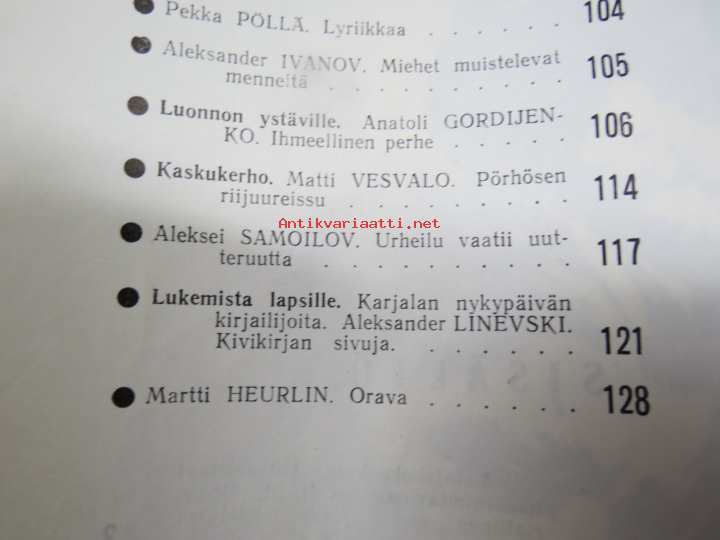 Pekka PÖLLÄ. Lyriikkaa . . . . . . 104
Aleksander IVANOV. Miehet muistelevat
menneitä . . . . . . . . . . 105
Luonnon ystäville. Anatoli GORDIJEN-
KO. Ihmeellinen perhe . . . . . 106
Kaskukerho. Matti VESVALO. Pörhösen
riijuureissu . . . . . . . . . 114
Antikvariaatti.net
Aleksei SAMOILOV. Urheilu vaatii uut-
teruutta . . . . . . . . . . 117
Lukemista lapsille. Karjalan nykypäivän
kirjailijoita. Aleksander LINEVSKI.
Kivikirjan sivuja. . . . . . . 121
Martti HEURLIN. Orava . . . . . . 128